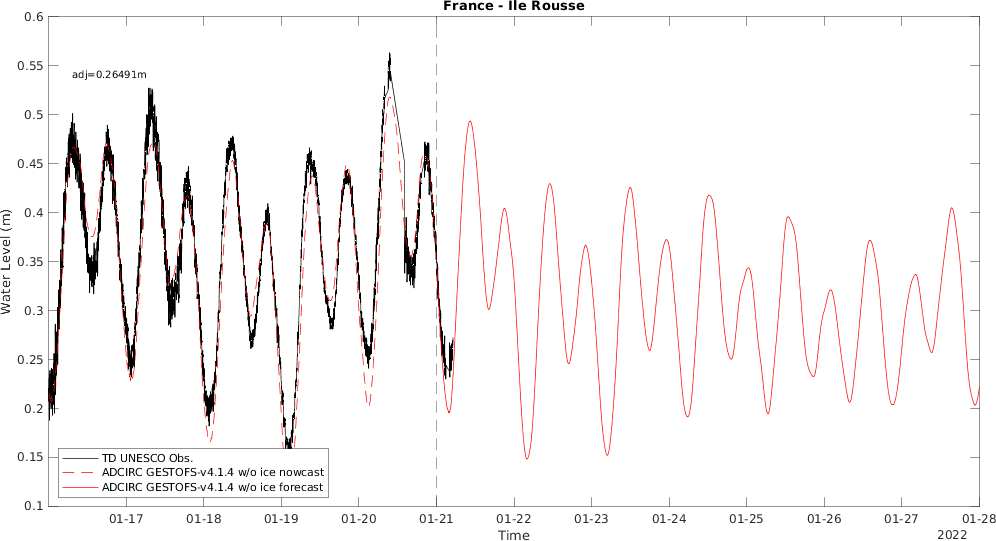 France - Ile Rousse
adj=0.26491m
Water Level (m)
0.6
0.55
0.5
0.45
0.4
0.35
0.3
0.25
0.2
0.15
0.1
TD UNESCO Obs.
ADCIRC GESTOFS-v4.1.4 w/o ice nowcast
ADCIRC GESTOFS-v4.1.4 w/o ice forecast
01-17 01-18 01-19 01-20 01-21 01-22 01-23 01-24 01-25 01-26 01-27 01-28
Time
2022